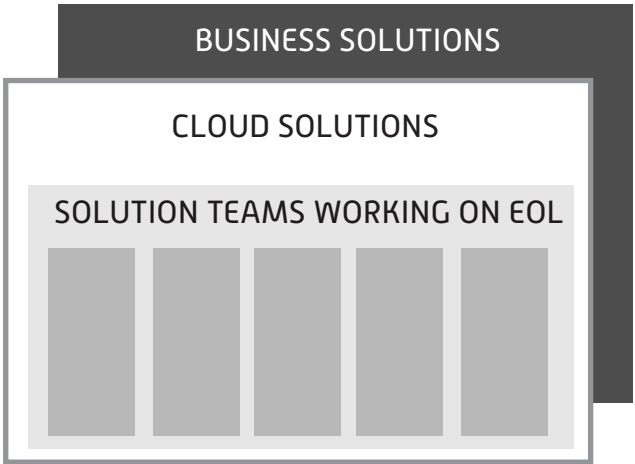 BUSINESS SOLUTIONS
CLOUD SOLUTIONS
SOLUTION TEAMS WORKING ON EOL